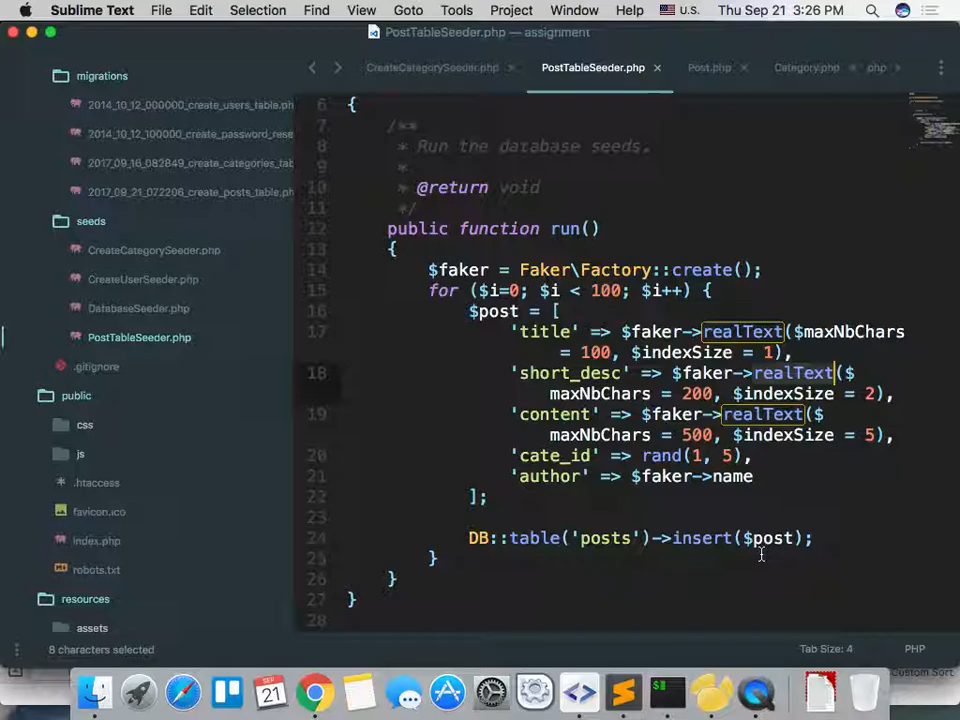 Sublime Text File Edit Selection Find View Goto Tools Project Window Help U.S. Thu Sep 21 3:26 PM
PostTableSeeder.php — assignment
CreateCategorySeeder.php × PostTableSeeder.php × Post.php × Category.php × php ×
migrations
2014_10_12_000000_create_users_table.ph
2014_10_12_100000_create_password_rese
2017_09_16_082849_create_categories_tab
2017_09_21_072206_create_posts_table.ph
seeds
CreateCategorySeeder.php
CreateUserSeeder.php
DatabaseSeeder.php
PostTableSeeder.php
.gitignore
public
css
js
.htaccess
favicon.ico
index.php
robots.txt
resources
assets
6 {
7 /**
8 * Run the database seeds.
9 *
10 * @return void
11 */
12 public function run()
13 {
14 $faker = Faker\Factory::create();
15 for ($i=0; $i < 100; $i++) {
16 $post = [
17 'title' => $faker->realText($maxNbChars
= 100, $indexSize = 1),
18 'short_desc' => $faker->realText($
maxNbChars = 200, $indexSize = 2),
19 'content' => $faker->realText($
maxNbChars = 500, $indexSize = 5),
20 'cate_id' => rand(1, 5),
21 'author' => $faker->name
22 ];
23
24 DB::table('posts')->insert($post);
25 }
26 }
27 }
28
8 characters selected Tab Size: 4 PHP
Custom Sort
SEP
21